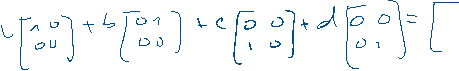 [1 0 0 0] + b [0 1 0 0] + c [0 0 1 0] + d [0 0 0 1] = [